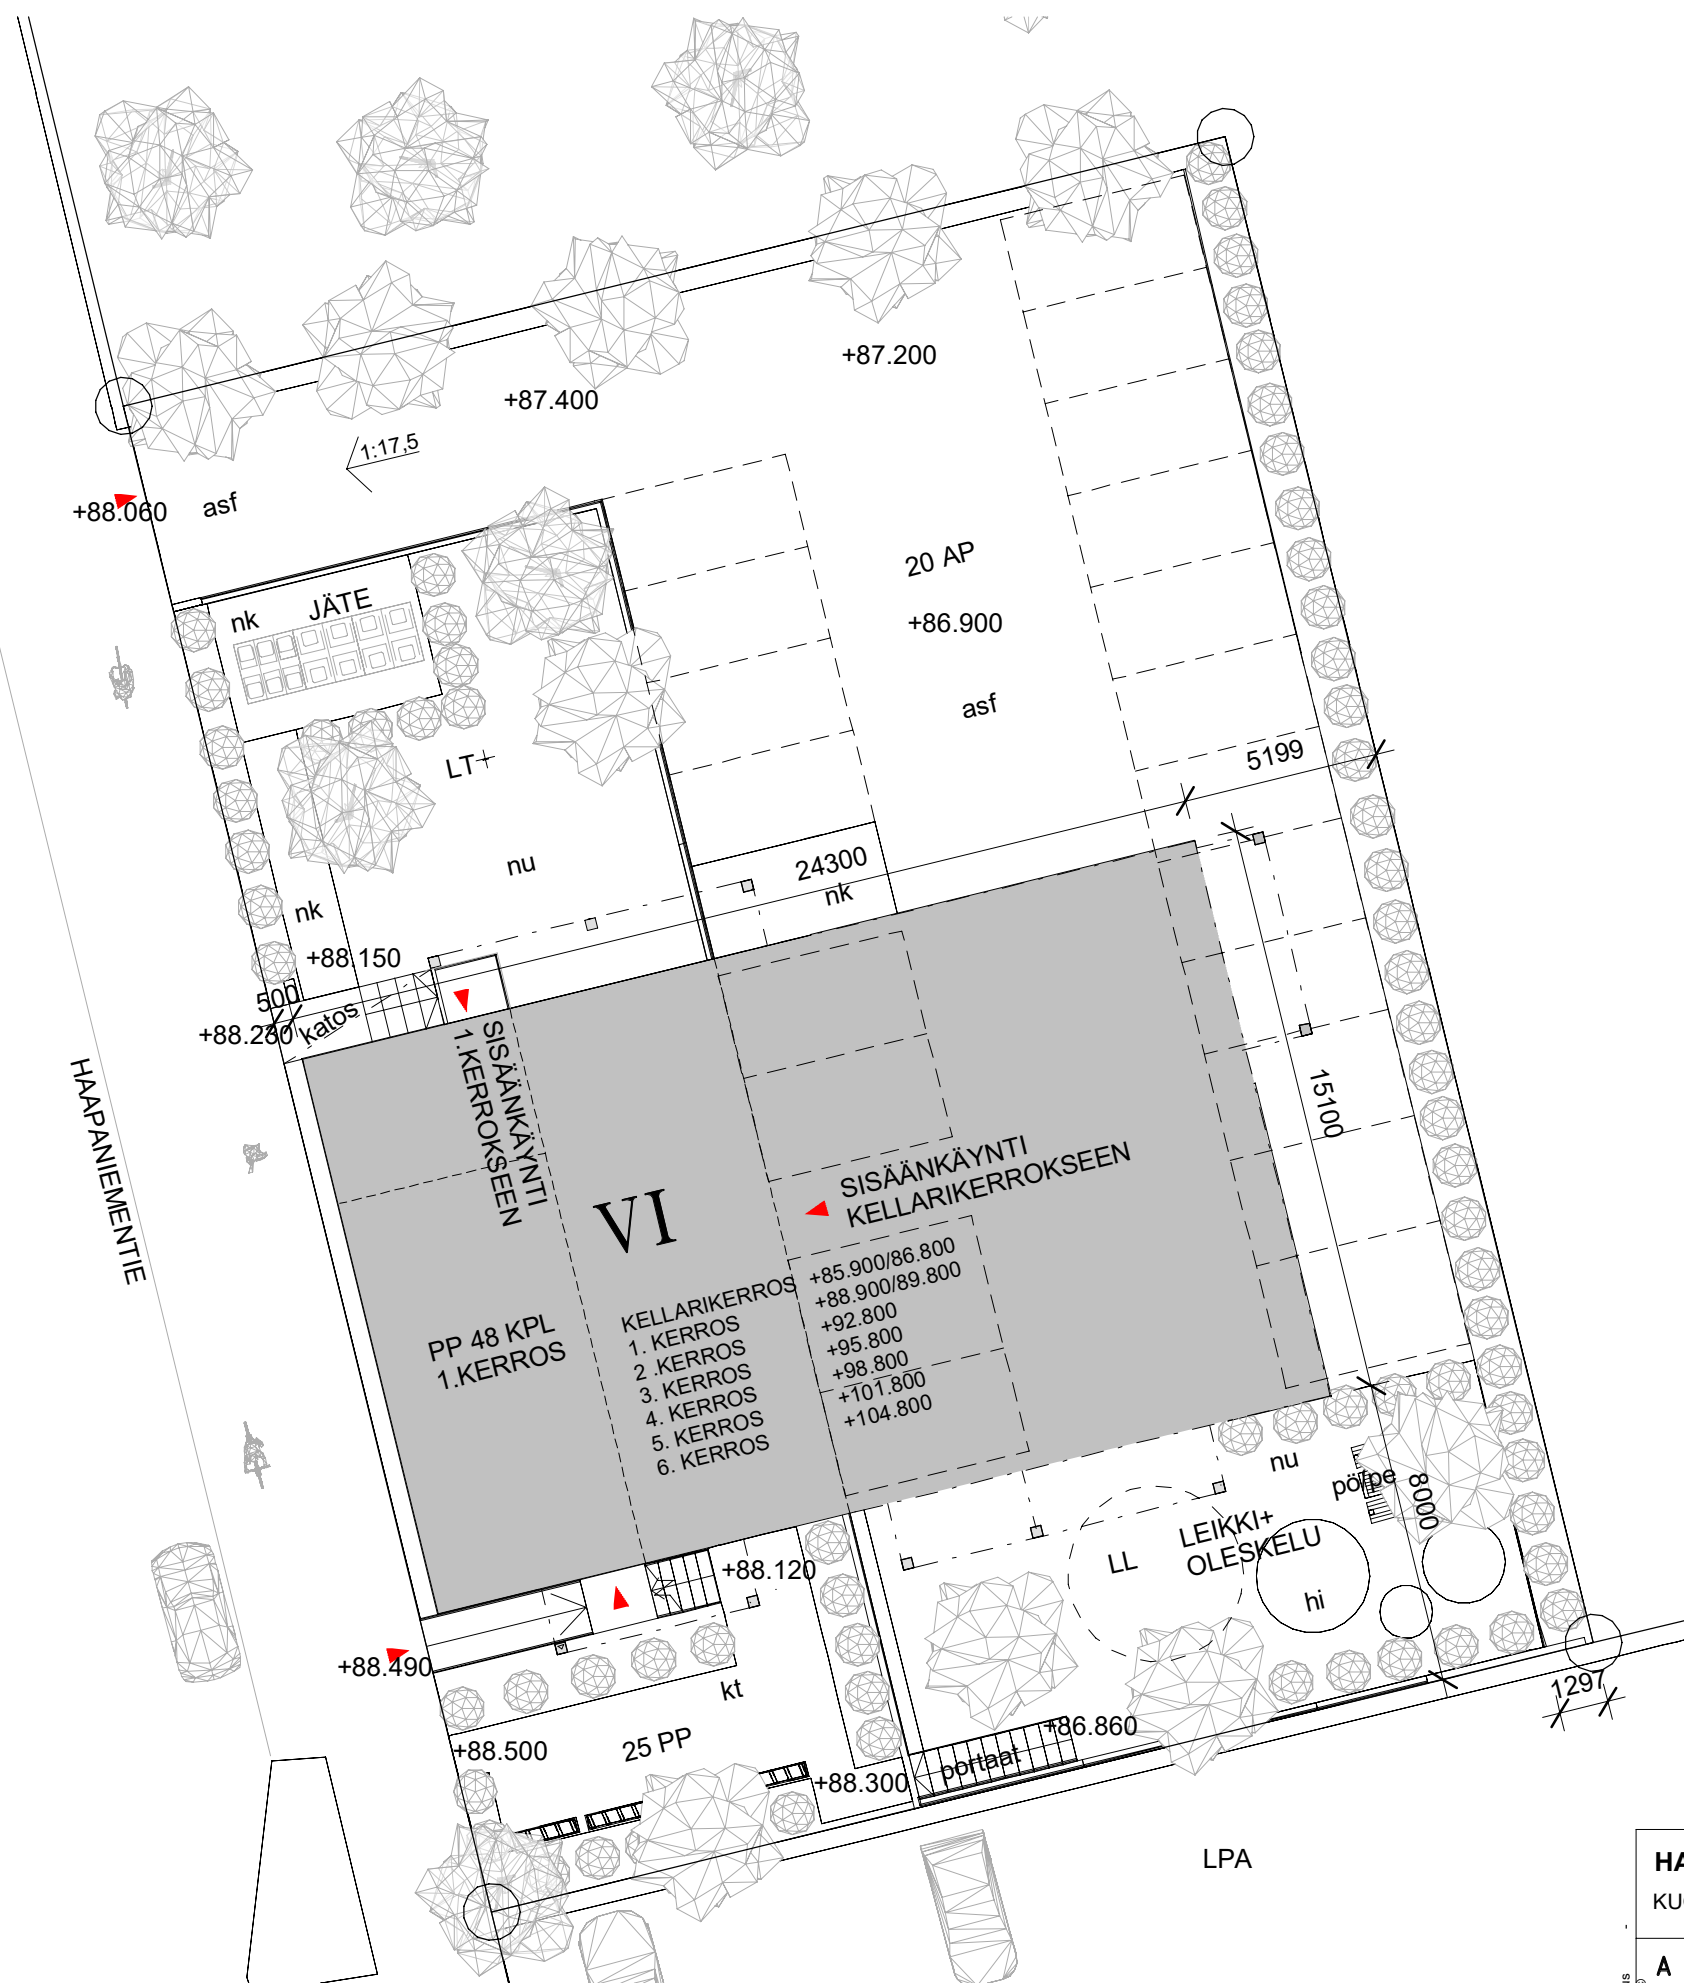 +87.200
+87.400
1:17,5
+88.060
asf
20 AP
+86.900
asf
nk
JÄTE
LT+
5199
nu
24300
nk
nk
+88.150
500
katos
+88.230
SISÄÄNKÄYNTI
1.KERROKSEEN
HAAPANIEMENTIE
15100
SISÄÄNKÄYNTI
KELLARIKERROKSEEN
VI
PP 48 KPL
1.KERROS
KELLARIKERROS +85.900/86.800
1. KERROS +88.900/89.800
2 .KERROS +92.800
3. KERROS +95.800
4. KERROS +98.800
5. KERROS +101.800
6. KERROS +104.800
nu
pöipe
8000
LEIKKI+
OLESKELU
LL
hi
+88.120
+88.490
kt
1297
+88.500
25 PP
+86.860
portaat
+88.300
LPA
HA
KU
A